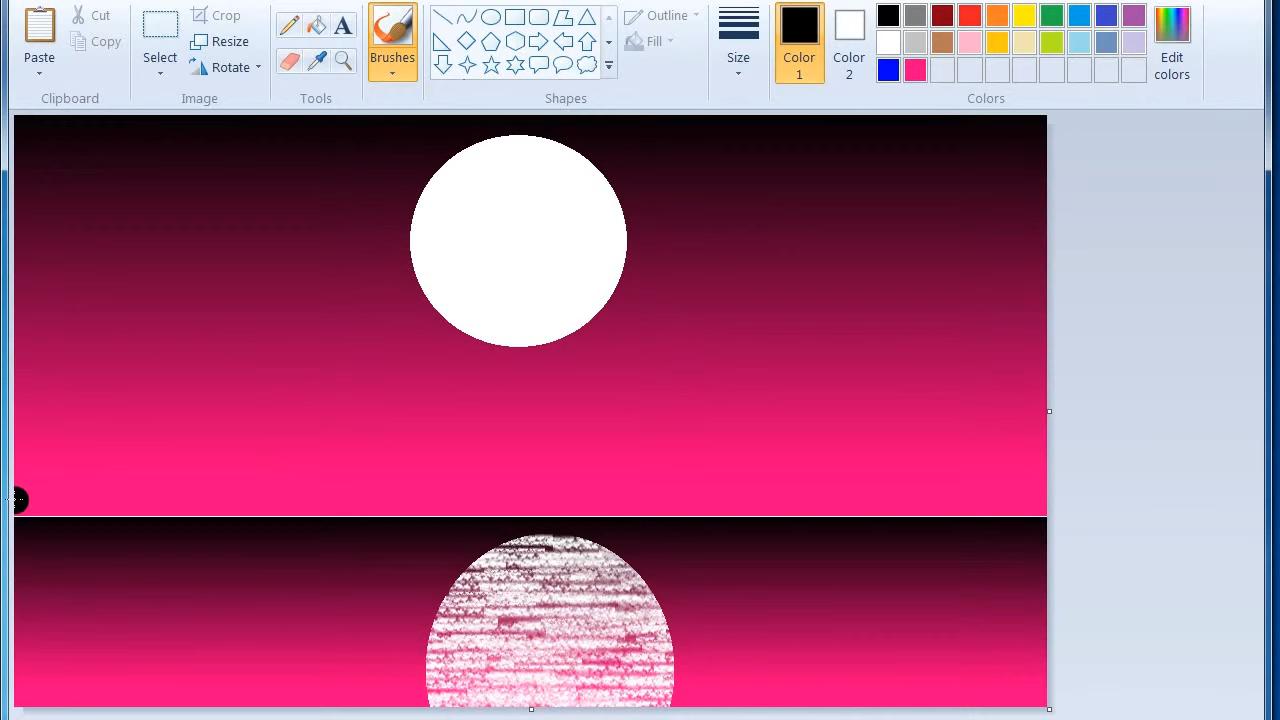 Paste
Cut
Copy
Clipboard
Select
Crop
Resize
Rotate
Image
A
Tools
Brushes
Outline
Fill
Shapes
Size
Color
1
Color
2
Edit
colors
Colors